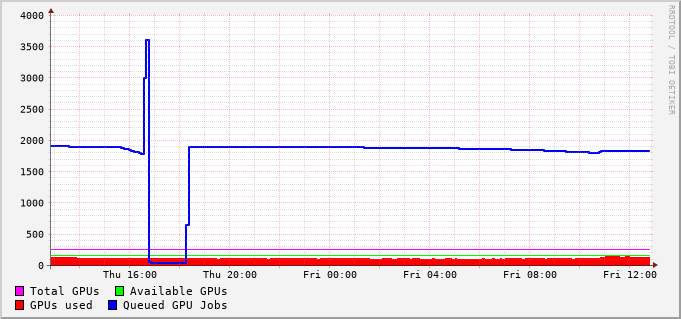 4000
3500
3000
2500
2000
1500
1000
500
0
Thu 16:00 Thu 20:00 Fri 00:00 Fri 04:00 Fri 08:00 Fri 12:00
Total GPUs Available GPUs
GPUs used Queued GPU Jobs
RRDTOOL / TOBI OETIKER